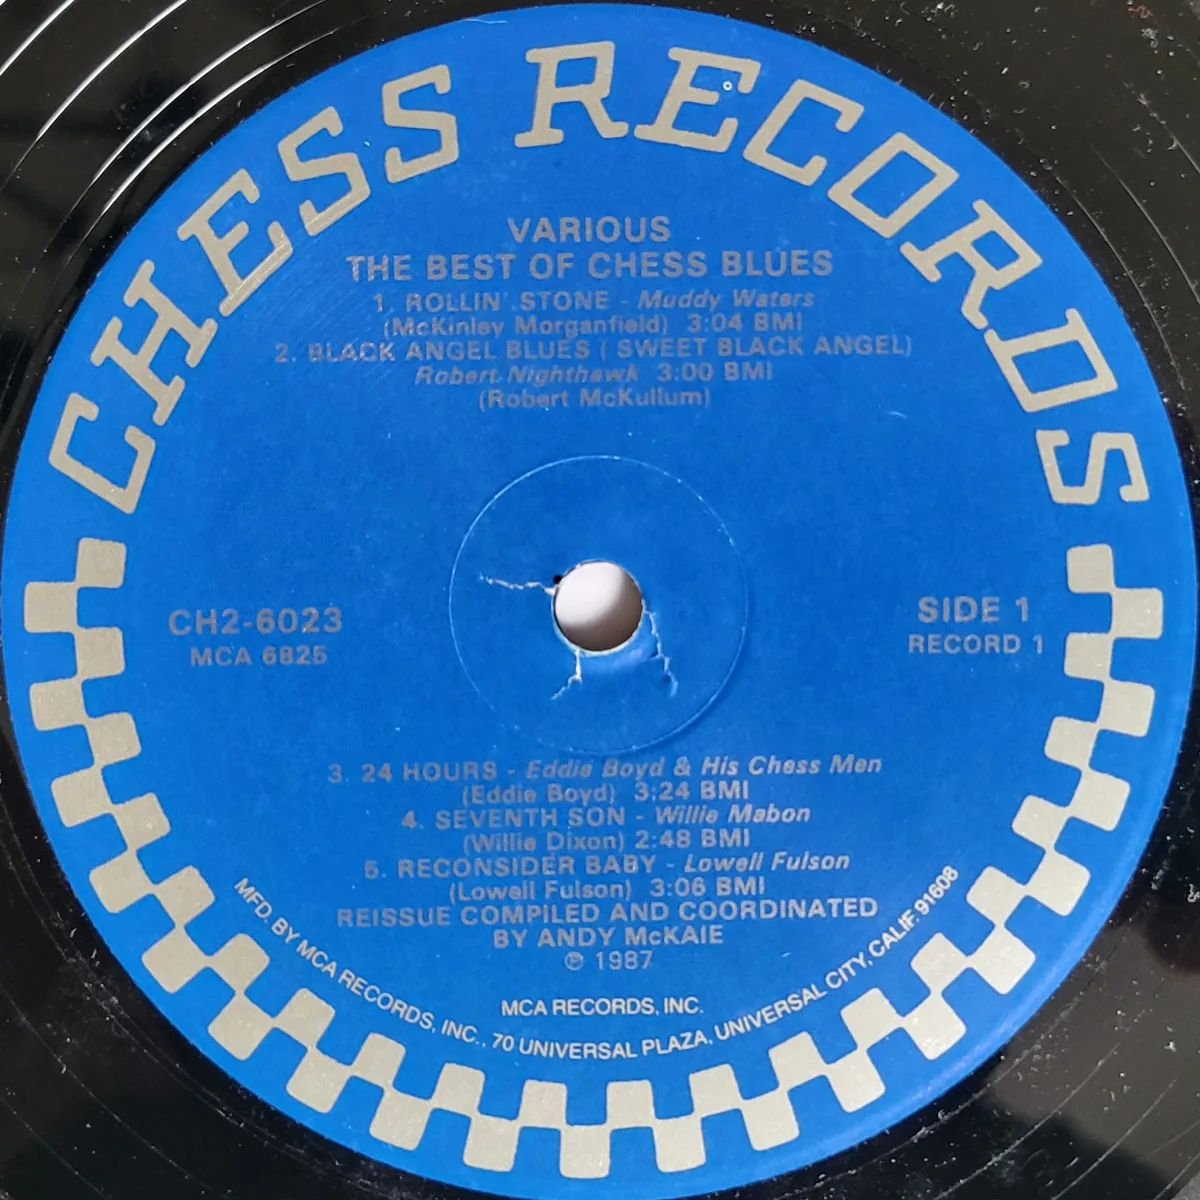 CHESS RECORDS
VARIOUS
THE BEST OF CHESS BLUES
1. ROLLIN' STONE - Muddy Waters
(McKinley Morganfield) 3:04 BMI
2. BLACK ANGEL BLUES ( SWEET BLACK ANGEL)
Robert Nighthawk 3:00 BMI
(Robert McKullum)
CH2-6023
MCA 6825
SIDE 1
RECORD 1
3. 24 HOURS - Eddie Boyd & His Chess Men
(Eddie Boyd) 3:24 BMI
4. SEVENTH SON - Willie Mabon
(Willie Dixon) 2:48 BMI
5. RECONSIDER BABY - Lowell Fulson
(Lowell Fulson) 3:06 BMI
REISSUE COMPILED AND COORDINATED
BY ANDY McKAIE
℗ 1987
MCA RECORDS, INC.
MFD. BY MCA RECORDS, INC., 70 UNIVERSAL PLAZA, UNIVERSAL CITY, CALIF. 91608